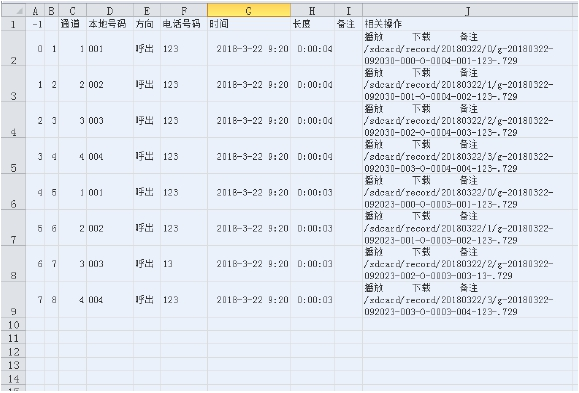 A B C D E F G H I J
1 -1 通道 本地号码 方向 电话号码 时间 长度 备注 相关操作
播放 下载 备注
/sdcard/record/20180322/0/g-20180322-
2 0 1 1 001 呼出 123 2018-3-22 9:20 0:00:04 092030-000-0-0004-001-123-.729
播放 下载 备注
/sdcard/record/20180322/1/g-20180322-
3 1 2 2 002 呼出 123 2018-3-22 9:20 0:00:04 092030-001-0-0004-002-123-.729
播放 下载 备注
/sdcard/record/20180322/2/g-20180322-
4 2 3 3 003 呼出 123 2018-3-22 9:20 0:00:04 092030-002-0-0004-003-123-.729
播放 下载 备注
/sdcard/record/20180322/3/g-20180322-
5 3 4 4 004 呼出 123 2018-3-22 9:20 0:00:04 092030-003-0-0004-004-123-.729
播放 下载 备注
/sdcard/record/20180322/0/g-20180322-
6 4 5 1 001 呼出 123 2018-3-22 9:20 0:00:03 092023-000-0-0003-001-123-.729
播放 下载 备注
/sdcard/record/20180322/1/g-20180322-
7 5 6 2 002 呼出 123 2018-3-22 9:20 0:00:03 092023-001-0-0003-002-123-.729
播放 下载 备注
/sdcard/record/20180322/2/g-20180322-
8 6 7 3 003 呼出 13 2018-3-22 9:20 0:00:03 092023-002-0-0003-003-13-.729
播放 下载 备注
/sdcard/record/20180322/3/g-20180322-
9 7 8 4 004 呼出 123 2018-3-22 9:20 0:00:03 092023-003-0-0003-004-123-.729
10
11
12
13
14